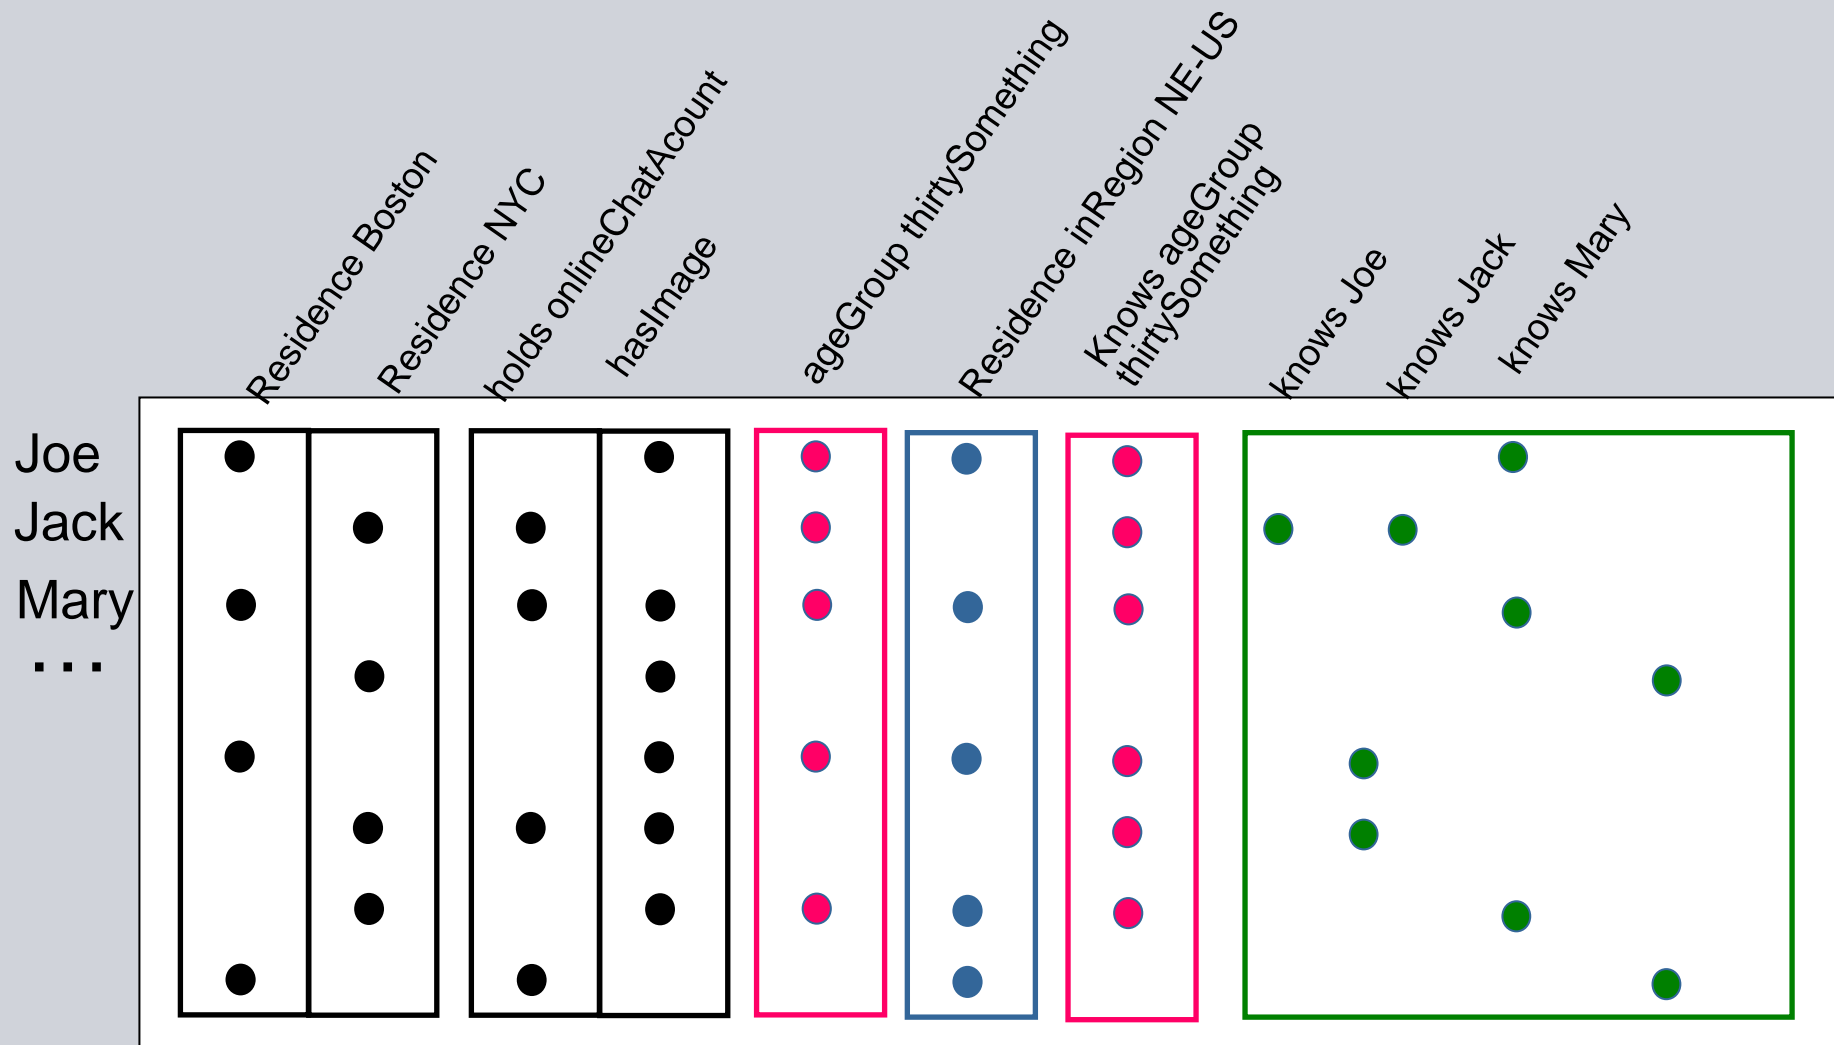 Residence Boston
Residence NYC
holds onlineChatAcount
hasImage
ageGroup thirtySomething
Residence inRegion NE-US
Knows ageGroup
thirtySomething
knows Joe
knows Jack
knows Mary
Joe
Jack
Mary
...